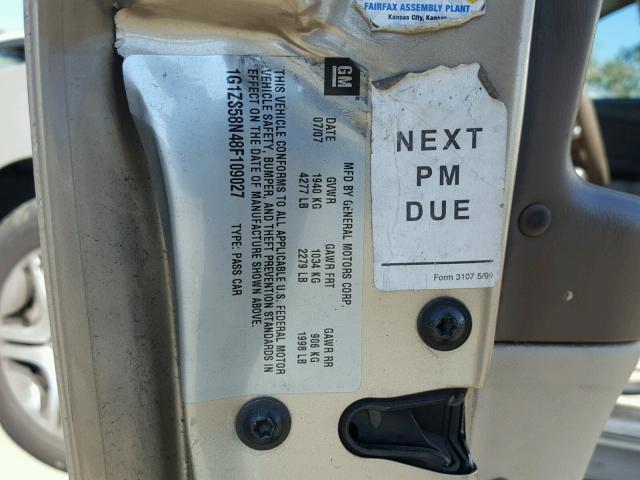 FAIRFAX ASSEMBLY PLANT
Kansas City, Kansas
GM
MFD BY GENERAL MOTORS CORP.
DATE GVWR GAWR FRT GAWR RR
07/07 1940 KG 1034 KG 906 KG
4277 LB 2279 LB 1998 LB
THIS VEHICLE CONFORMS TO ALL APPLICABLE U.S. FEDERAL MOTOR
VEHICLE SAFETY, BUMPER, AND THEFT PREVENTION STANDARDS IN
EFFECT ON THE DATE OF MANUFACTURE SHOWN ABOVE.
1G1ZS58N48F109027 TYPE: PASS CAR
NEXT
PM
DUE
Form 3107 5/99